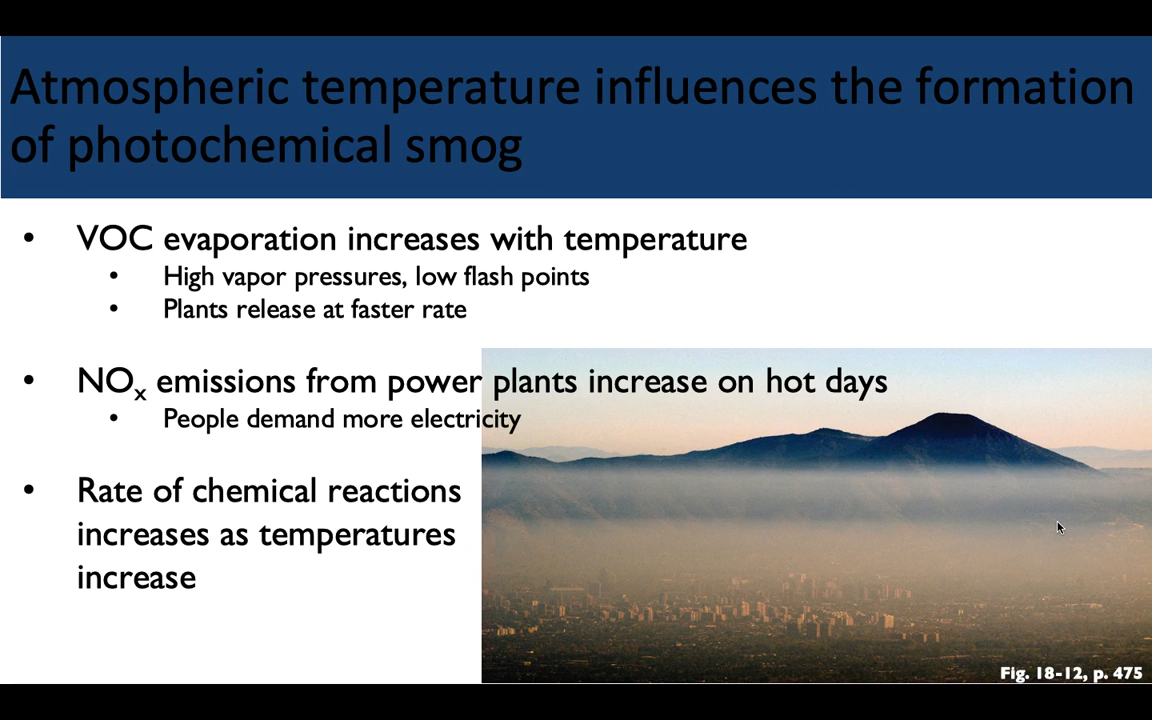 Atmospheric temperature influences the formation
of photochemical smog
• VOC evaporation increases with temperature
• High vapor pressures, low flash points
• Plants release at faster rate
• NOₓ emissions from power plants increase on hot days
• People demand more electricity
• Rate of chemical reactions
increases as temperatures
increase
Fig. 18-12, p. 475